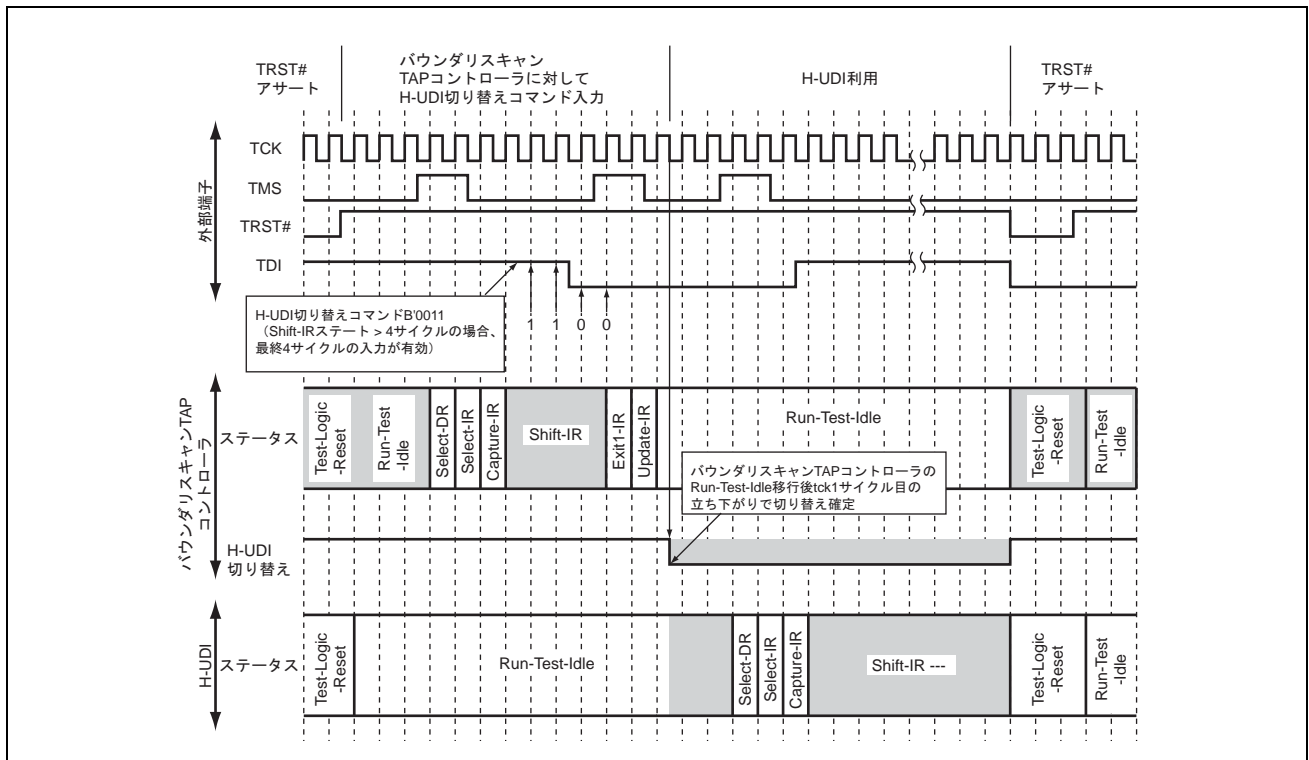 TRST#
アサート
バウンダリスキャン
TAPコントローラに対して
H-UDI切り替えコマンド入力
H-UDI利用
TRST#
アサート
外部端子
TCK
TMS
TRST#
TDI
H-UDI切り替えコマンドB'0011
（Shift-IRステート > 4サイクルの場合、
最終4サイクルの入力が有効）
1
1
0
0
バウンダリスキャンTAP
コントローラ
ステータス
Test-Logic
-Reset
Run-Test
-Idle
Select-DR
Select-IR
Capture-IR
Shift-IR
Exit1-IR
Update-IR
Run-Test-Idle
Test-Logic
-Reset
Run-Test
-Idle
バウンダリスキャンTAPコントローラの
Run-Test-Idle移行後tck1サイクル目の
立ち下がりで切り替え確定
H-UDI
切り替え
H-UDI
ステータス
Test-Logic
-Reset
Run-Test-Idle
Select-DR
Select-IR
Capture-IR
Shift-IR ---
Test-Logic
-Reset
Run-Test
-Idle